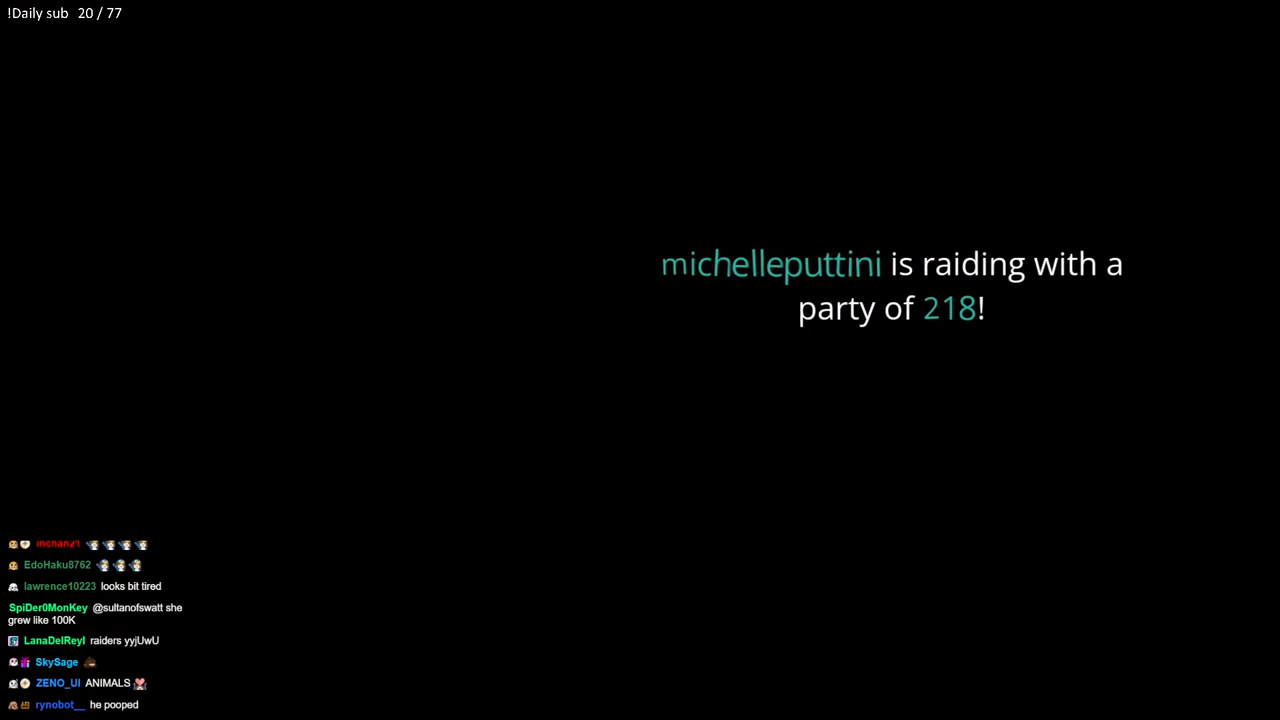 !Daily sub 20 / 77
michelleputtini is raiding with a
party of 218!
EdoHaku8762
lawrence10223 looks bit tired
SpiDer0MonKey @sultanofswatt she
grew like 100K
LanaDelReyl raiders yyjUwU
SkySage
ZENO_UI ANIMALS
rynobot__ he pooped